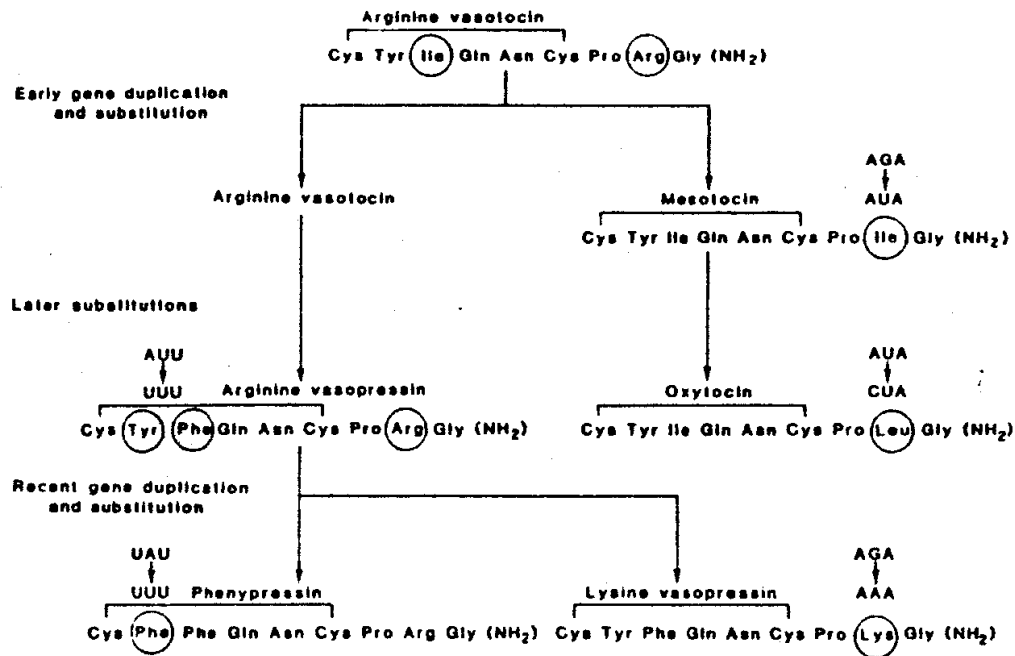 Arginine vasotocin
Cys Tyr Ile Gln Asn Cys Pro Arg Gly (NH2)
Early gene duplication
and substitution
AGA
Arginine vasotocin
Mesotocin
AUA
Cys Tyr Ile Gln Asn Cys Pro Ile Gly (NH2)
Later substitutions
AUU
AUA
UUU
Arginine vasopressin
Oxytocin
CUA
Cys Tyr Phe Gln Asn Cys Pro Arg Gly (NH2)
Cys Tyr Ile Gln Asn Cys Pro Leu Gly (NH2)
Recent gene duplication
and substitution
UAU
AGA
UUU
Phenypressin
Lysine vasopressin
AAA
Cys Phe Phe Gln Asn Cys Pro Arg Gly (NH2)
Cys Tyr Phe Gln Asn Cys Pro Lys Gly (NH2)